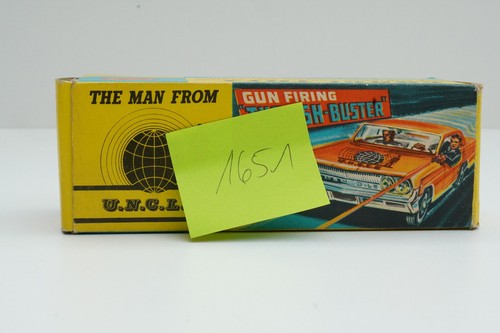 THE MAN FROM
U.N.C.L.
GUN FIRING
SH-BUSTER"
1651